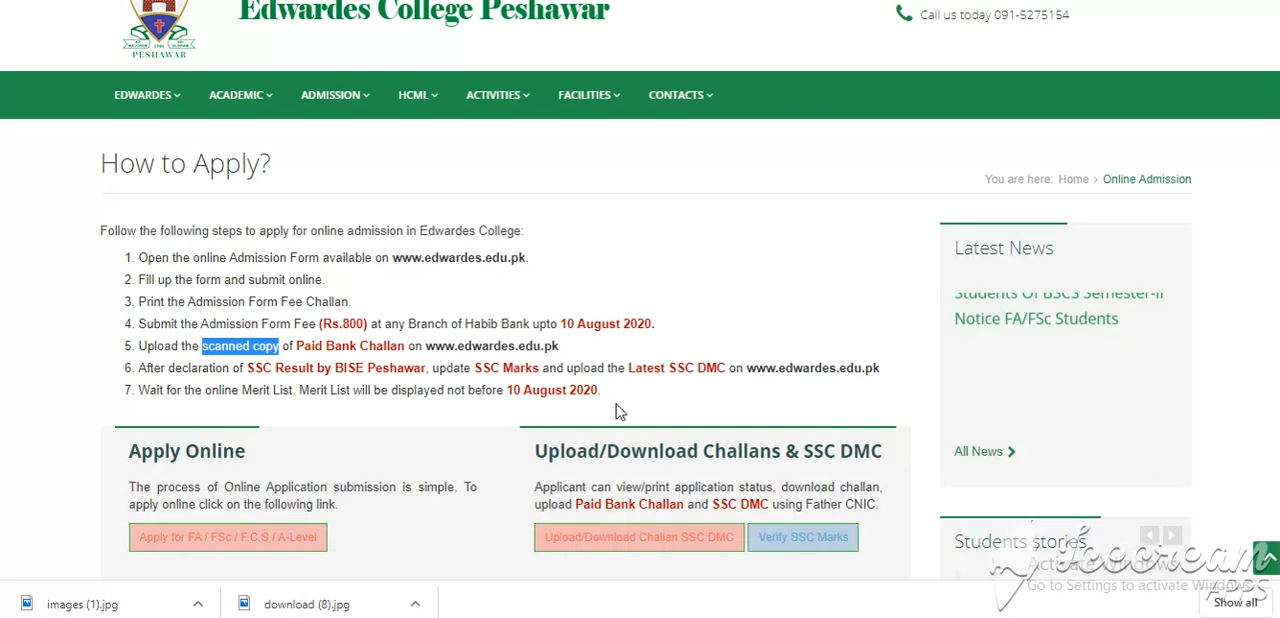 Edwardes College Peshawar
PESHAWAR
Call us today 091-5275154
EDWARDES
ACADEMIC
ADMISSION
HCML
ACTIVITIES
FACILITIES
CONTACTS
How to Apply?
You are here: Home > Online Admission
Follow the following steps to apply for online admission in Edwardes College:
1. Open the online Admission Form available on www.edwardes.edu.pk.
2. Fill up the form and submit online.
3. Print the Admission Form Fee Challan.
4. Submit the Admission Form Fee (Rs.800) at any Branch of Habib Bank upto 10 August 2020.
5. Upload the scanned copy of Paid Bank Challan on www.edwardes.edu.pk
6. After declaration of SSC Result by BISE Peshawar, update SSC Marks and upload the Latest SSC DMC on www.edwardes.edu.pk
7. Wait for the online Merit List. Merit List will be displayed not before 10 August 2020.
Latest News
Students Of BSCS Semester-II
Notice FA/FSc Students
All News
Apply Online
The process of Online Application submission is simple. To
apply online click on the following link.
Apply for FA / FSc / F.C.S / A-Level
Upload/Download Challans & SSC DMC
Applicant can view/print application status, download challan,
upload Paid Bank Challan and SSC DMC using Father CNIC.
Upload/Download Challan SSC DMC
Verify SSC Marks
Students stories
Icecream
APPS
Activate Windows
Go to Settings to activate Windows.
images (1).jpg
download (8).jpg
Show all